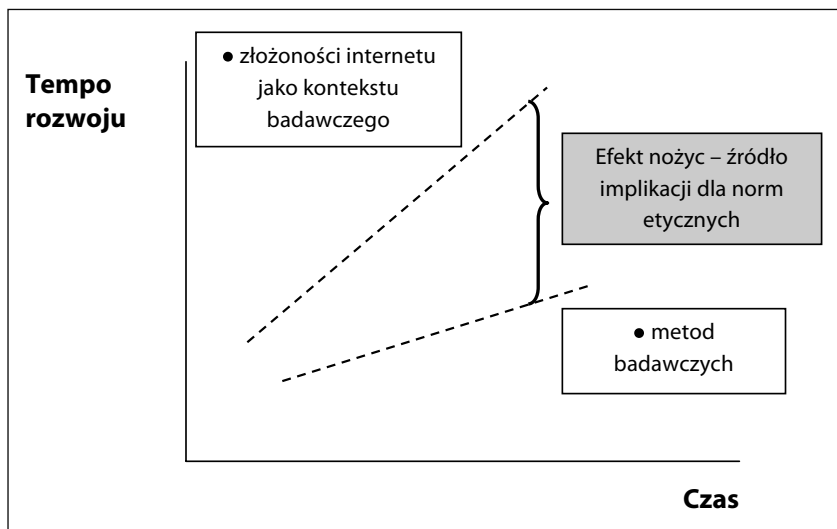 ● złożoności internetu
jako kontekstu
badawczego
Tempo
rozwoju
Efekt nożyc – źródło
implikacji dla norm
etycznych
● metod
badawczych
Czas